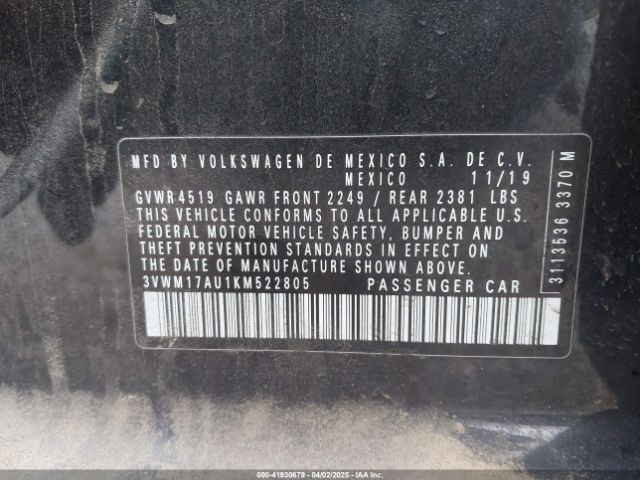 MFD BY VOLKSWAGEN DE MEXICO S.A. DE C.V.
MEXICO 11/19
GVWR 4519 GAWR FRONT 2249 / REAR 2381 LBS
THIS VEHICLE CONFORMS TO ALL APPLICABLE U.S.
FEDERAL MOTOR VEHICLE SAFETY, BUMPER AND
THEFT PREVENTION STANDARDS IN EFFECT ON
THE DATE OF MANUFACTURE SHOWN ABOVE.
3VWM17AU1KM522805 PASSENGER CAR
3113536 3370 M
000-41930679 - 04/02/2025 - Copyright IAA, LLC.